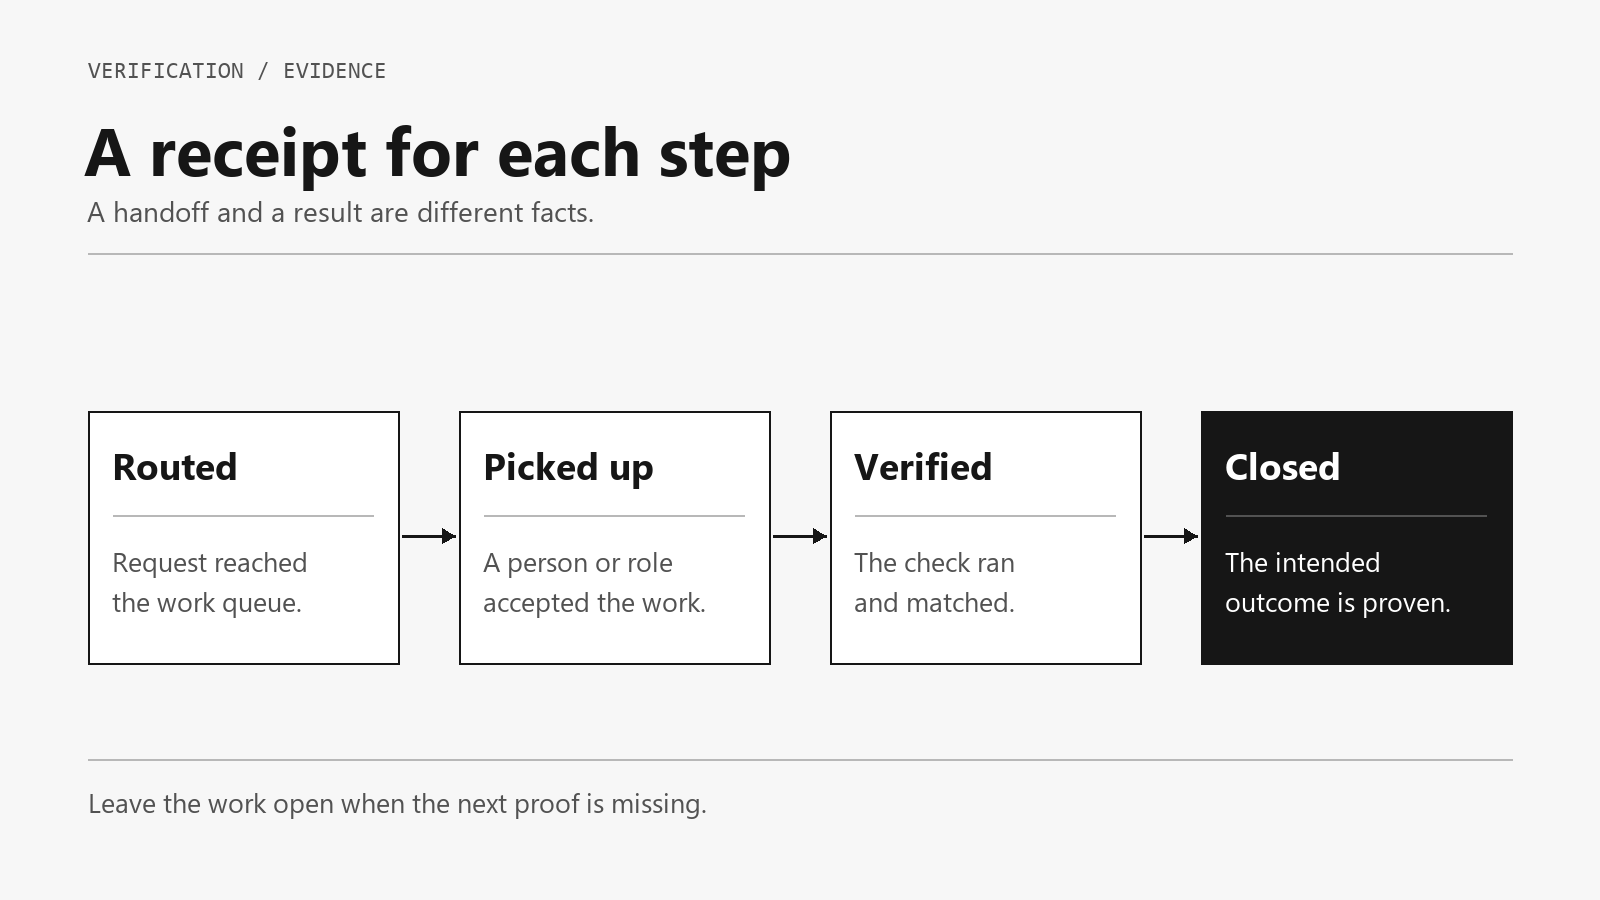 VERIFICATION / EVIDENCE
A receipt for each step
A handoff and a result are different facts.
Routed
Request reached
the work queue.
Picked up
A person or role
accepted the work.
Verified
The check ran
and matched.
Closed
The intended
outcome is proven.
Leave the work open when the next proof is missing.